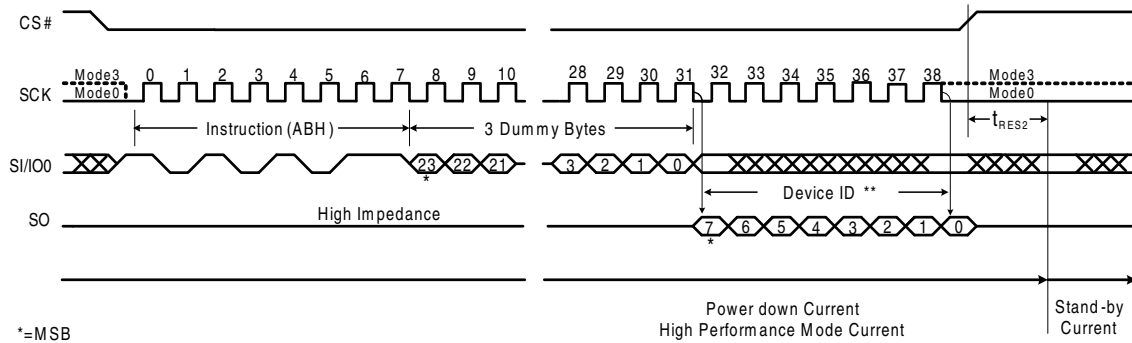 CS#
Mode3 0 1 2 3 4 5 6 7 8 9 10 28 29 30 31 32 33 34 35 36 37 38 Mode3
SCK Mode0 Mode0
Instruction (ABH) 3 Dummy Bytes tRES2
SI/IO0 23 22 21 3 2 1 0
*
Device ID **
High Impedance
SO 7 6 5 4 3 2 1 0
*
Power down Current
High Performance Mode Current
Stand-by
Current
*=MSB